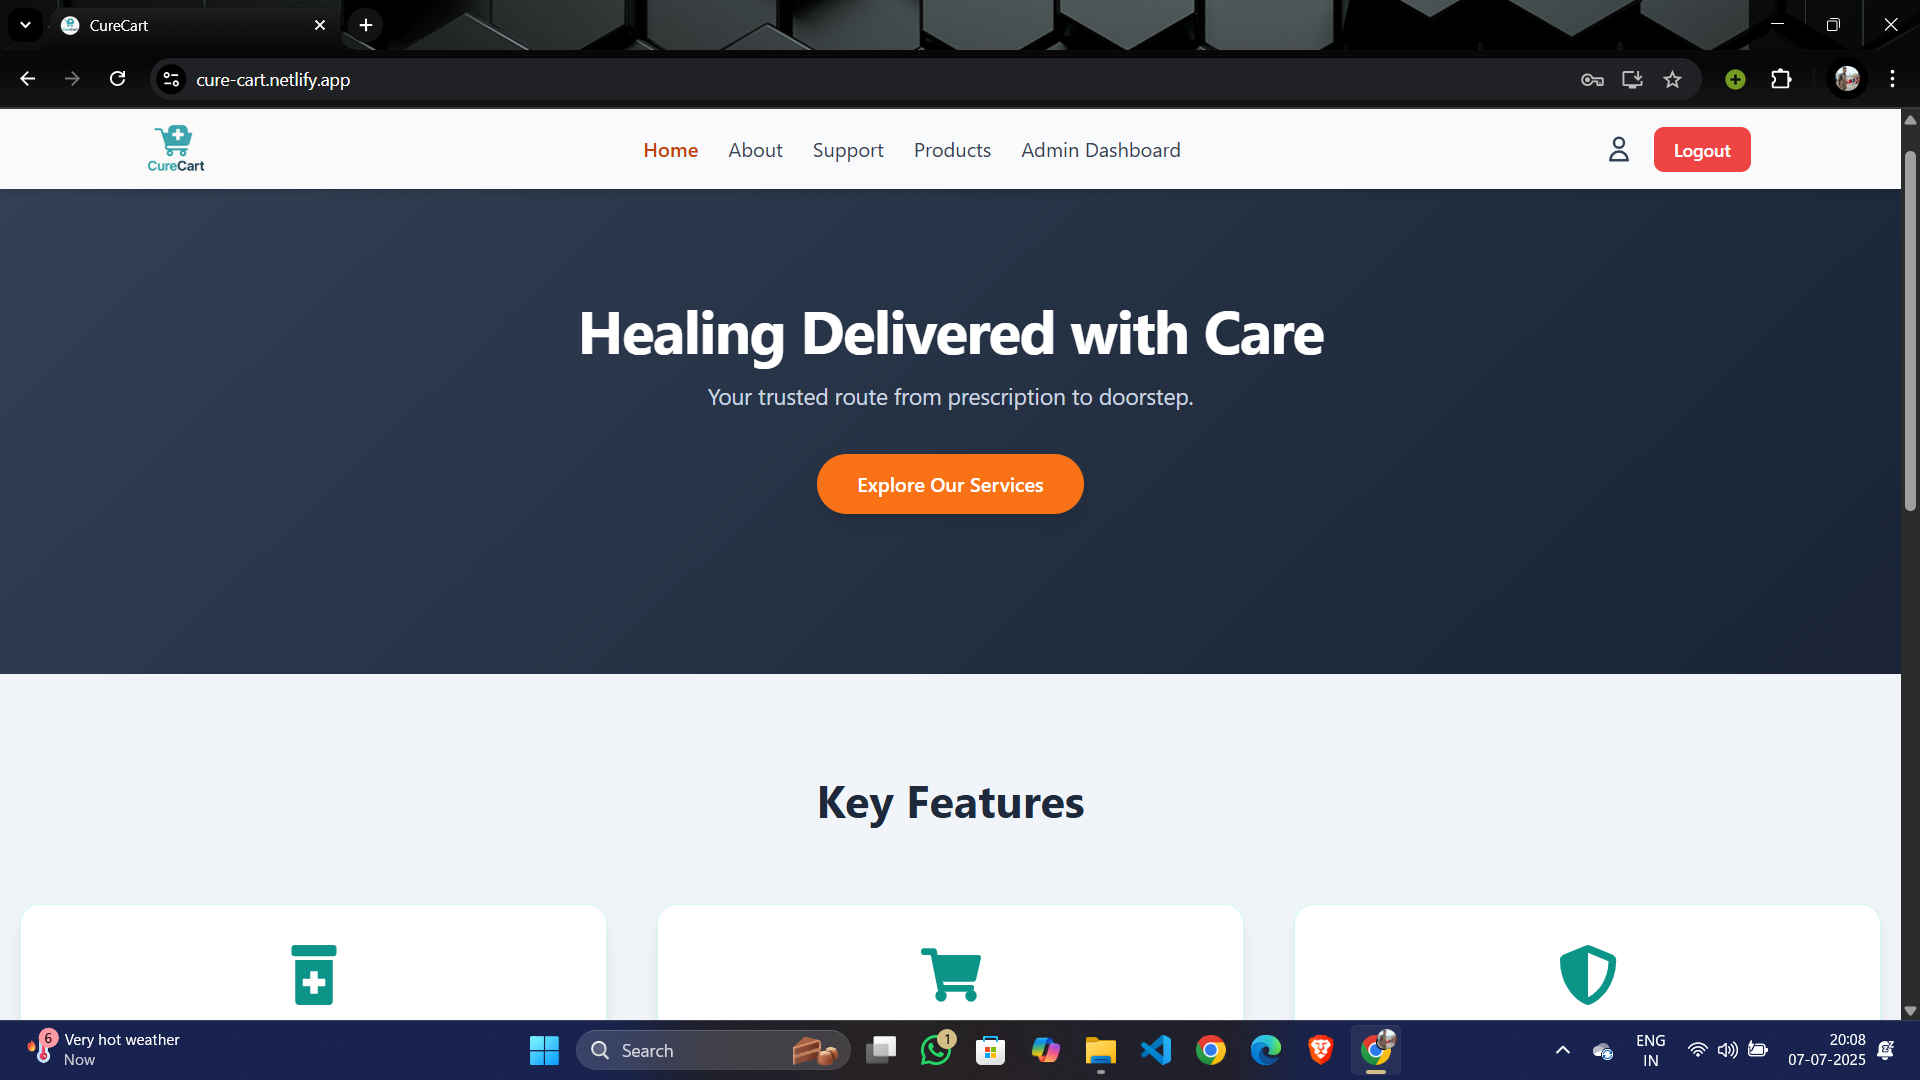 CureCart
cure-cart.netlify.app
CureCart
Home
About
Support
Products
Admin Dashboard
Logout
Healing Delivered with Care
Your trusted route from prescription to doorstep.
Explore Our Services
Key Features
6
Very hot weather
Now
Search
1
ENG
IN
20:08
07-07-2025